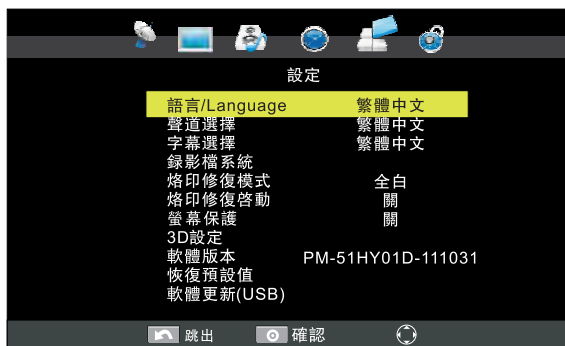 設定
語言/Language 繁體中文
聲道選擇 繁體中文
字幕選擇 繁體中文
録影檔系統
烙印修復模式 全白
烙印修復啓動 關
螢幕保護 關
3D設定
軟體版本 PM-51HY01D-111031
恢復預設值
軟體更新(USB)
跳出 確認